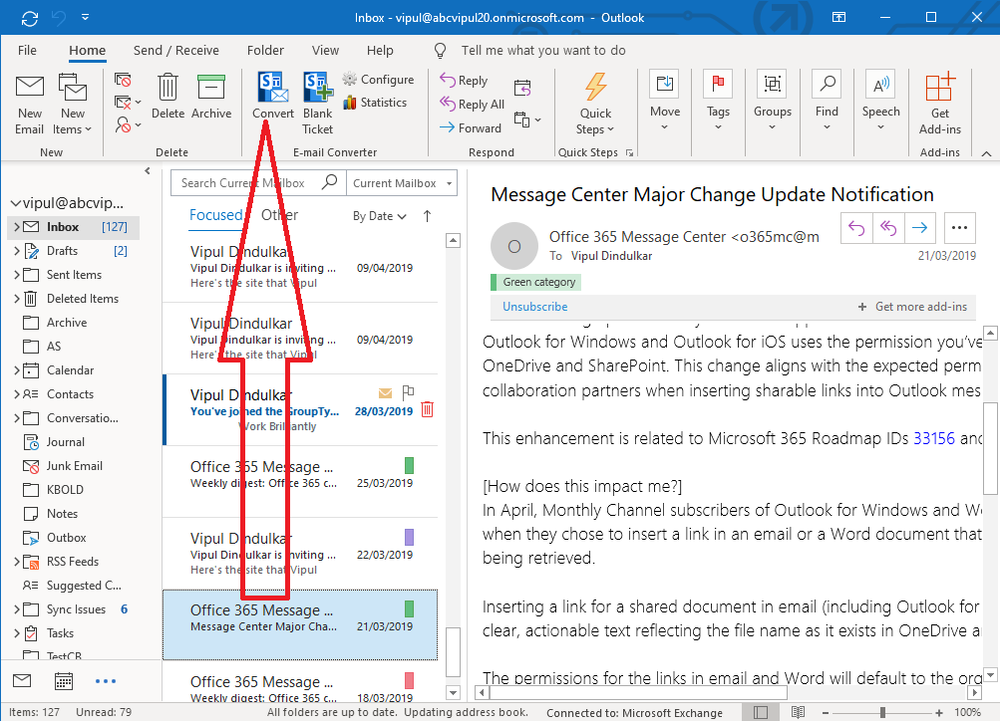 Inbox - vipul@abcvipul20.onmicrosoft.com - Outlook
File Home Send / Receive Folder View Help Tell me what you want to do
New Email
New Items
New
Delete
Archive
Delete
Convert
Blank Ticket
Configure
Statistics
E-mail Converter
Reply
Reply All
Forward
Respond
Quick Steps
Quick Steps
Move
Tags
Groups
Find
Speech
Get Add-ins
Add-ins
vipul@abcvip...
Inbox [127]
Drafts [2]
Sent Items
Deleted Items
Archive
AS
Calendar
Contacts
Conversatio...
Journal
Junk Email
KBOLD
Notes
Outbox
RSS Feeds
Suggested C...
Sync Issues 6
Tasks
TestCB
Search Current Mailbox Current Mailbox
Focused Other By Date
Vipul Dindulkar
Vipul Dindulkar is inviting ... 09/04/2019
Here's the site that Vipul
Vipul Dindulkar
Vipul Dindulkar is inviting ... 09/04/2019
Here's the site that Vipul
Vipul Dindulkar
You've joined the GroupTy... 28/03/2019
Work Brilliantly
Office 365 Message ...
Weekly digest: Office 365 c... 25/03/2019
Vipul Dindulkar
Vipul Dindulkar is inviting ... 22/03/2019
Here's the site that Vipul
Office 365 Message ...
Message Center Major Cha... 21/03/2019
Office 365 Message ...
Weekly digest: Office 365 c... 18/03/2019
Message Center Major Change Update Notification
O
Office 365 Message Center <o365mc@m
To Vipul Dindulkar
21/03/2019
Green category
Unsubscribe + Get more add-ins
Outlook for Windows and Outlook for iOS uses the permission you've
OneDrive and SharePoint. This change aligns with the expected perm
collaboration partners when inserting sharable links into Outlook mes
This enhancement is related to Microsoft 365 Roadmap IDs 33156 and
[How does this impact me?]
In April, Monthly Channel subscribers of Outlook for Windows and We
when they chose to insert a link in an email or a Word document that
being retrieved.
Inserting a link for a shared document in email (including Outlook for
clear, actionable text reflecting the file name as it exists in OneDrive a
The permissions for the links in email and Word will default to the org
Items: 127 Unread: 79 All folders are up to date. Updating address book. Connected to: Microsoft Exchange 100%